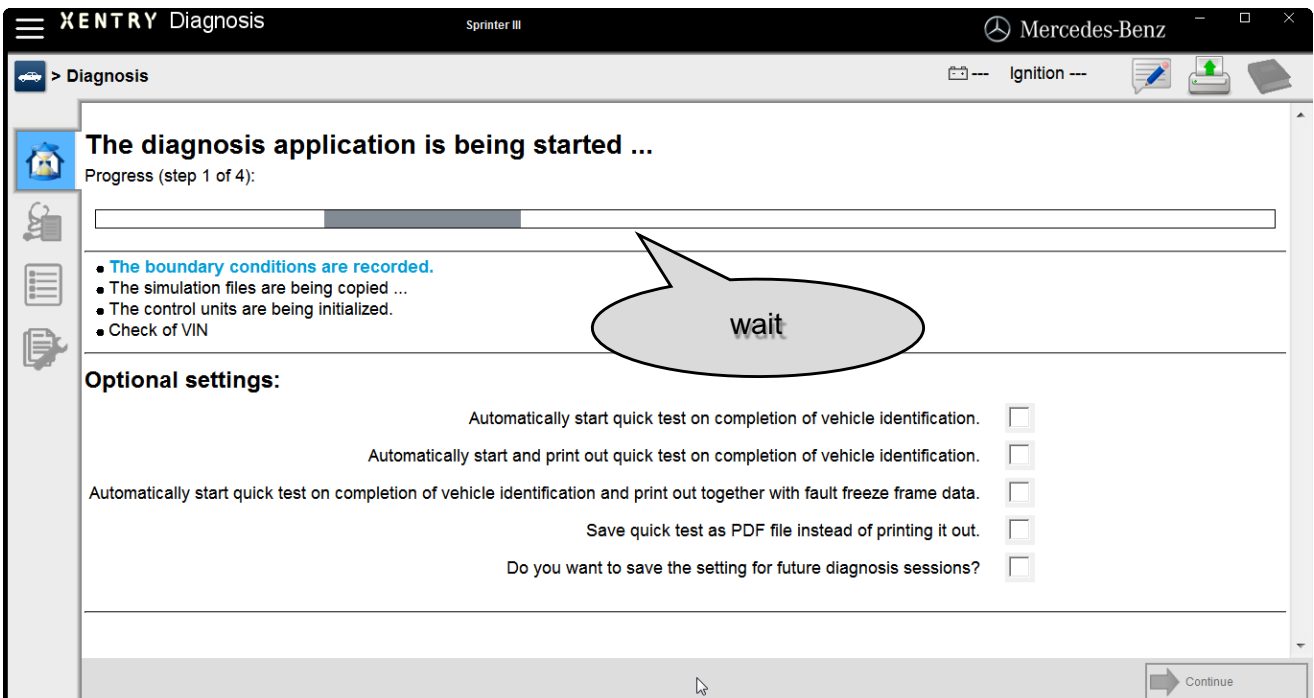 XENTRY Diagnosis
Sprinter III
Mercedes-Benz
> Diagnosis
---
Ignition ---
The diagnosis application is being started ...
Progress (step 1 of 4):
The boundary conditions are recorded.
The simulation files are being copied ...
The control units are being initialized.
Check of VIN
wait
Optional settings:
Automatically start quick test on completion of vehicle identification.
Automatically start and print out quick test on completion of vehicle identification.
Automatically start quick test on completion of vehicle identification and print out together with fault freeze frame data.
Save quick test as PDF file instead of printing it out.
Do you want to save the setting for future diagnosis sessions?
Continue